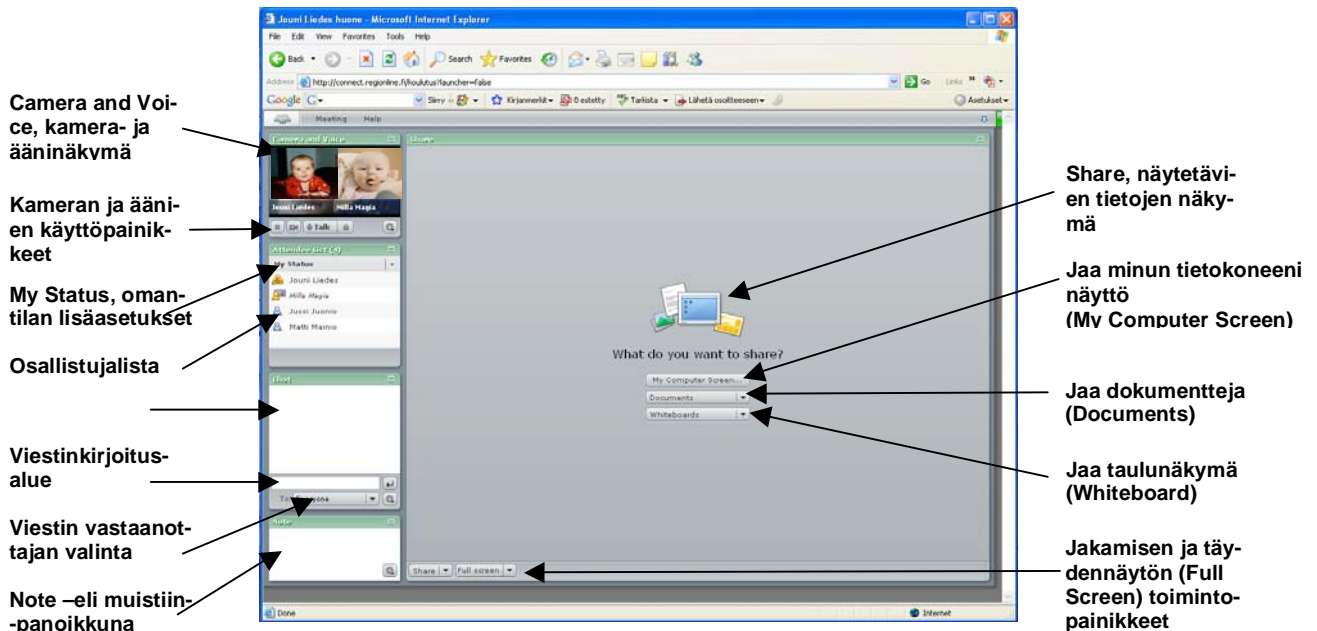 Camera and Voi-
ce, kamera- ja
ääninäkymä
Kameran ja ääni-
en käyttöpainik-
keet
My Status, oman-
tilan lisäasetukset
Osallistujalista
Viestinkirjoitus-
alue
Viestin vastaanot-
tajan valinta
Note –eli muistiin-
-panoikkuna
Jouni Liedes huone - Microsoft Internet Explorer
File Edit View Favorites Tools Help
Back Search Favorites
Address http://connect.regionline.fi/koulutus?launcher=false Go Links »
Google G Siirry Kirjanmerkit 0 estetty Tarkista Lähetä osoitteeseen Asetukset
Meeting Help
Camera and Voice
Jouni Liedes Milla Magia
Talk
Attendee List (4)
My Status
Jouni Liedes
Milla Magia
Jussi Juonio
Matti Mainio
Chat
To: Everyone
Note
Share
What do you want to share?
My Computer Screen...
Documents
Whiteboards
Share Full screen
Done Internet
Share, näytetävi-
en tietojen näky-
mä
Jaa minun tietokoneeni
näyttö
(My Computer Screen)
Jaa dokumentteja
(Documents)
Jaa taulunäkymä
(Whiteboard)
Jakamisen ja täy-
dennäytön (Full
Screen) toiminto-
painikkeet